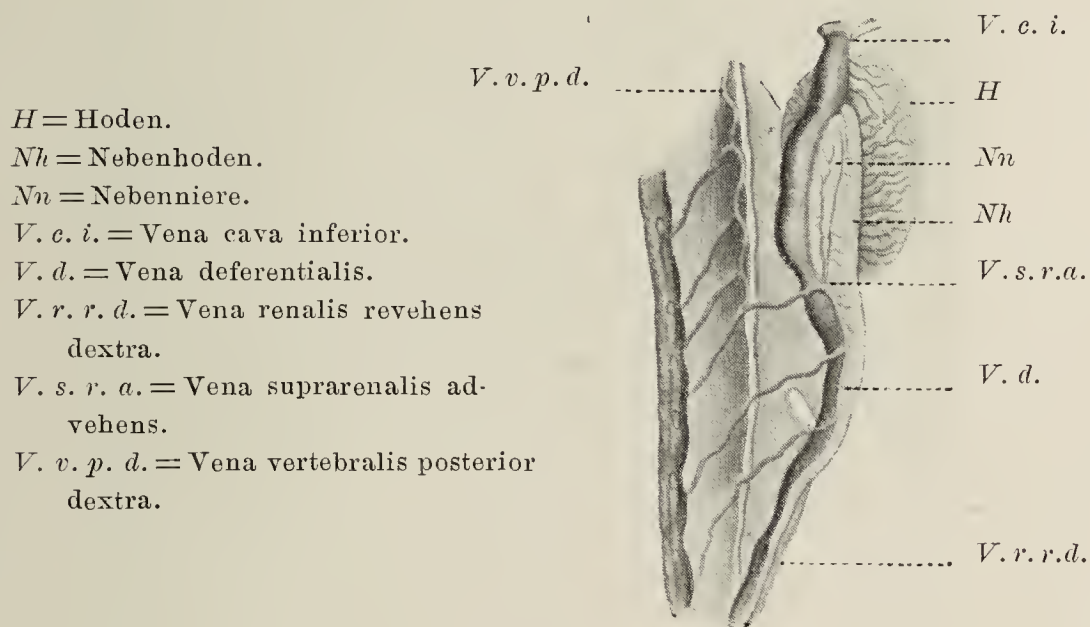 H = Hoden.
Nh = Nebenhoden.
Nn = Nebenniere.
V. c. i. = Vena cava inferior.
V. d. = Vena deferentialis.
V. r. r. d. = Vena renalis revehens
dextra.
V. s. r. a. = Vena suprarenalis ad-
vehens.
V. v. p. d. = Vena vertebralis posterior
dextra.
V. v. p. d.
V. c. i.
H
Nn
Nh
V. s. r. a.
V. d.
V. r. r. d.